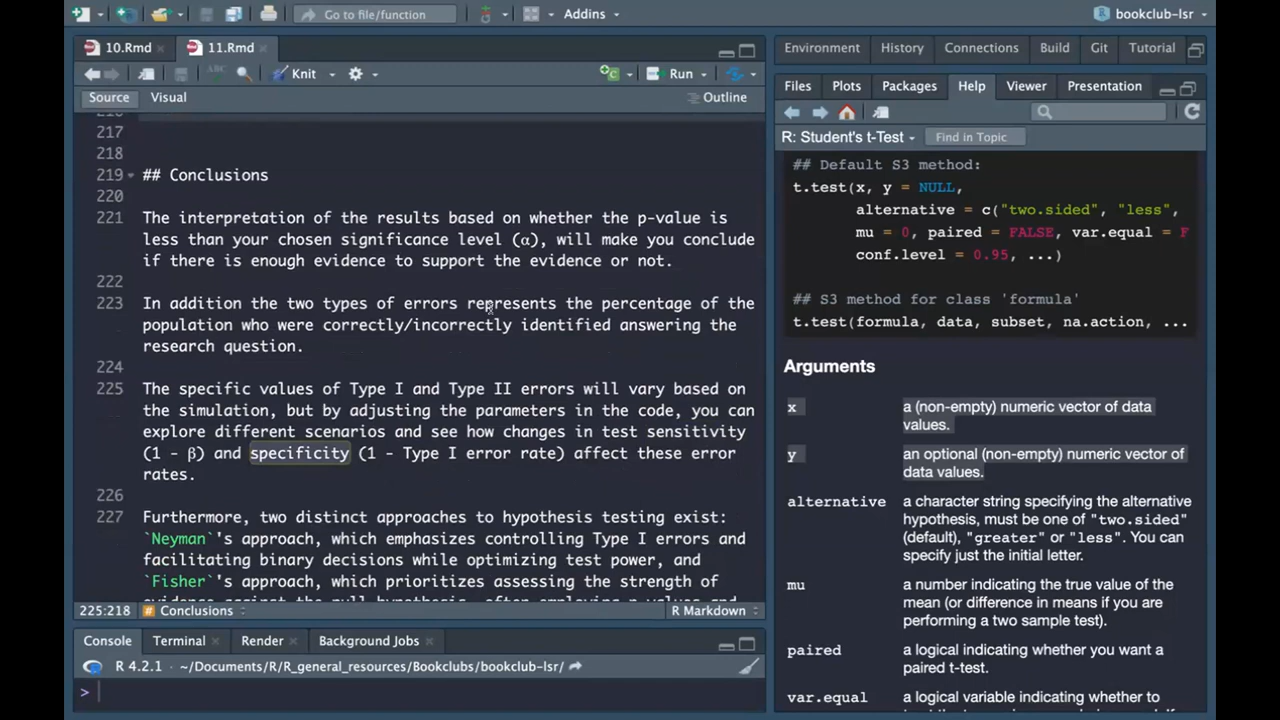 Go to file/function
Addins
bookclub-lsr
10.Rmd
11.Rmd
Knit
Run
Source
Visual
Outline
217
218
219
## Conclusions
220
221
The interpretation of the results based on whether the p-value is
less than your chosen significance level (α), will make you conclude
if there is enough evidence to support the evidence or not.
222
223
In addition the two types of errors represents the percentage of the
population who were correctly/incorrectly identified answering the
research question.
224
225
The specific values of Type I and Type II errors will vary based on
the simulation, but by adjusting the parameters in the code, you can
explore different scenarios and see how changes in test sensitivity
(1 - β) and specificity (1 - Type I error rate) affect these error
rates.
226
227
Furthermore, two distinct approaches to hypothesis testing exist:
`Neyman`'s approach, which emphasizes controlling Type I errors and
facilitating binary decisions while optimizing test power, and
`Fisher`'s approach, which prioritizes assessing the strength of
225:218
# Conclusions
R Markdown
Console
Terminal
Render
Background Jobs
R 4.2.1 · ~/Documents/R/R_general_resources/Bookclubs/bookclub-lsr/
>
Environment
History
Connections
Build
Git
Tutorial
Files
Plots
Packages
Help
Viewer
Presentation
R: Student's t-Test
Find in Topic
## Default S3 method:
t.test(x, y = NULL,
alternative = c("two.sided", "less",
mu = 0, paired = FALSE, var.equal = F
conf.level = 0.95, ...)
## S3 method for class 'formula'
t.test(formula, data, subset, na.action, ...
Arguments
x
a (non-empty) numeric vector of data
values.
y
an optional (non-empty) numeric vector of
data values.
alternative
a character string specifying the alternative
hypothesis, must be one of "two.sided"
(default), "greater" or "less". You can
specify just the initial letter.
mu
a number indicating the true value of the
mean (or difference in means if you are
performing a two sample test).
paired
a logical indicating whether you want a
paired t-test.
var.equal
a logical variable indicating whether to